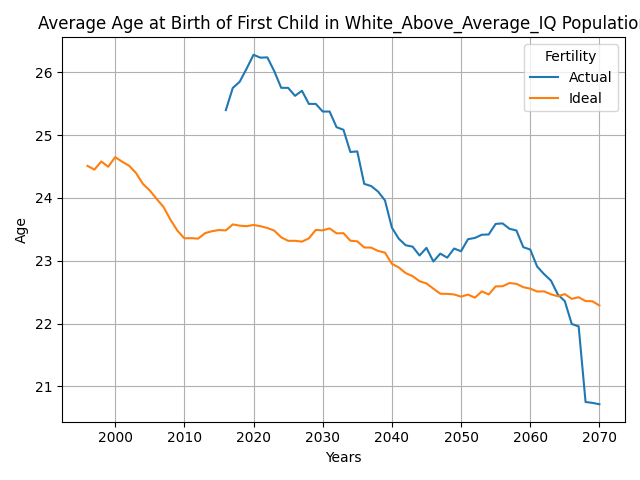 Average Age at Birth of First Child in White_Above_Average_IQ Population
Fertility
Actual
Ideal
26
25
24
23
22
21
Age
2000 2010 2020 2030 2040 2050 2060 2070
Years